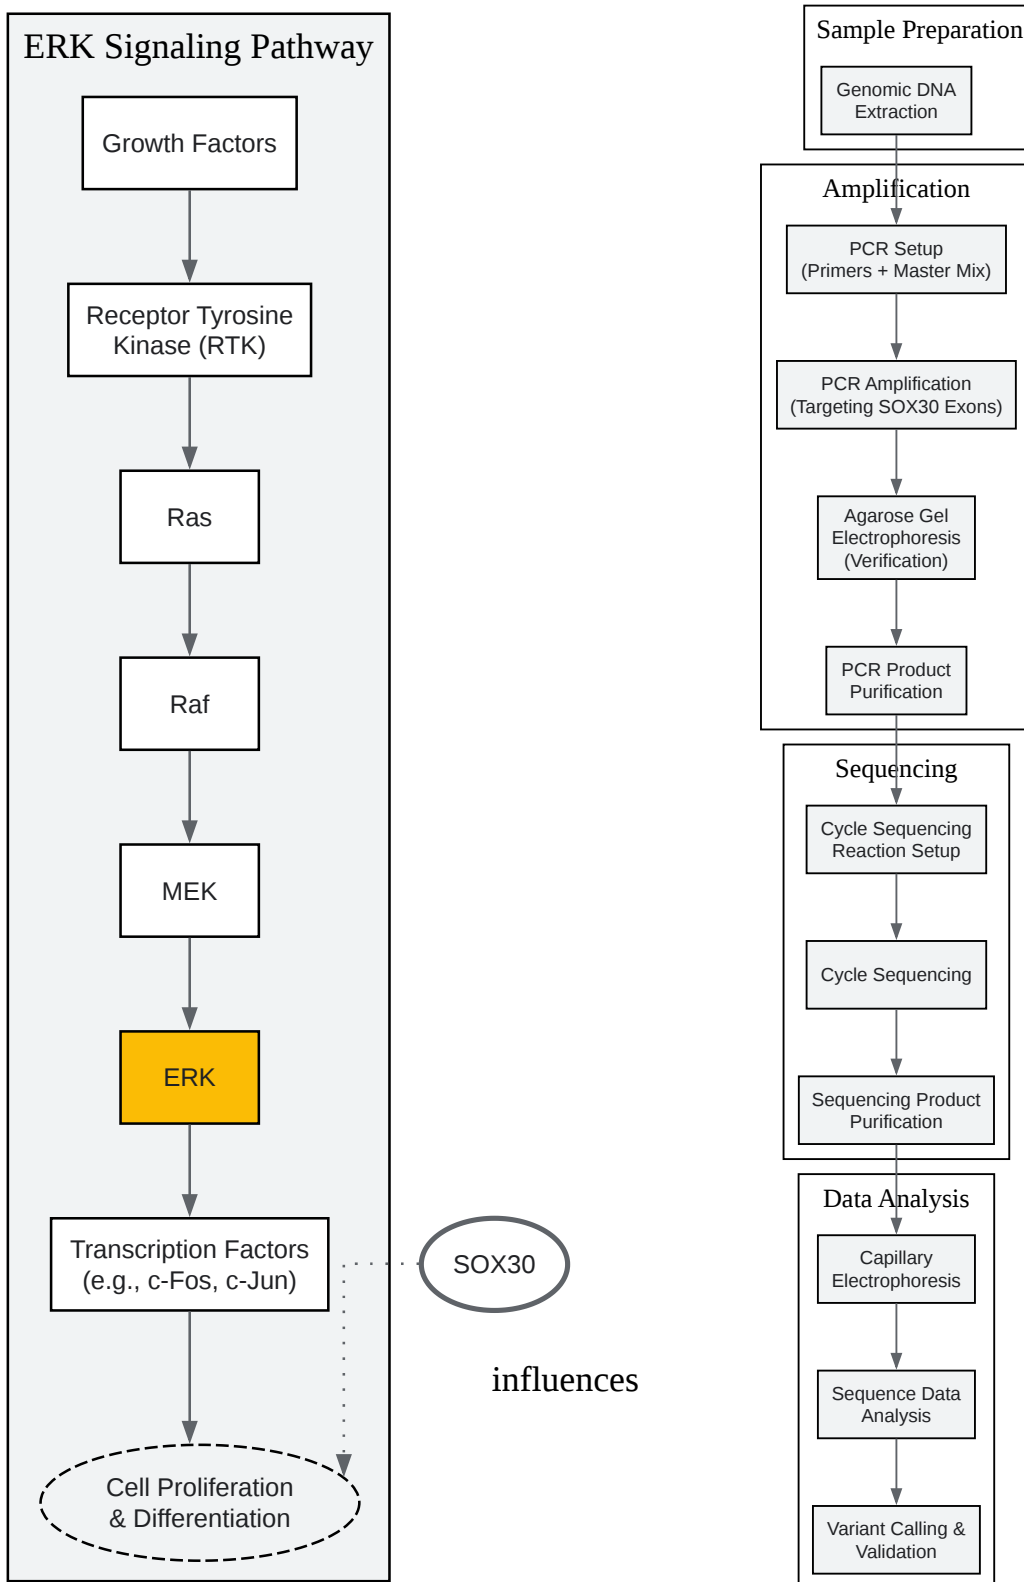 ERK Signaling Pathway
Growth Factors
Receptor Tyrosine
Kinase (RTK)
Ras
Raf
MEK
ERK
Transcription Factors
(e.g., c-Fos, c-Jun)
SOX30
influences
Cell Proliferation
& Differentiation
Sample Preparation
Genomic DNA
Extraction
Amplification
PCR Setup
(Primers + Master Mix)
PCR Amplification
(Targeting SOX30 Exons)
Agarose Gel
Electrophoresis
(Verification)
PCR Product
Purification
Sequencing
Cycle Sequencing
Reaction Setup
Cycle Sequencing
Sequencing Product
Purification
Data Analysis
Capillary
Electrophoresis
Sequence Data
Analysis
Variant Calling &
Validation